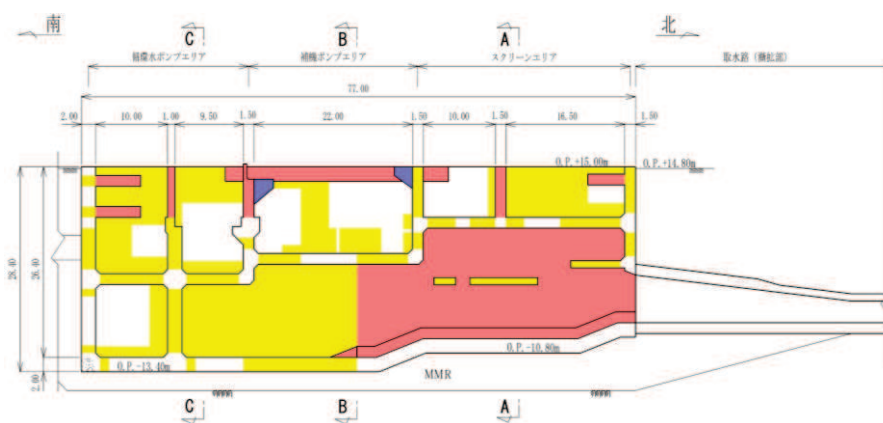 南
C
B
A
北
循環水ポンプエリア
補機ポンプエリア
スクリーンエリア
取水路（漸拡部）
77.00
2.00
10.00
1.00
9.50
1.50
22.00
1.50
10.00
1.50
16.50
1.50
O.P.+15.00m
O.P.+14.80m
28.40
26.40
2.00
O.P.-13.40m
O.P.-10.80m
MMR
C
B
A